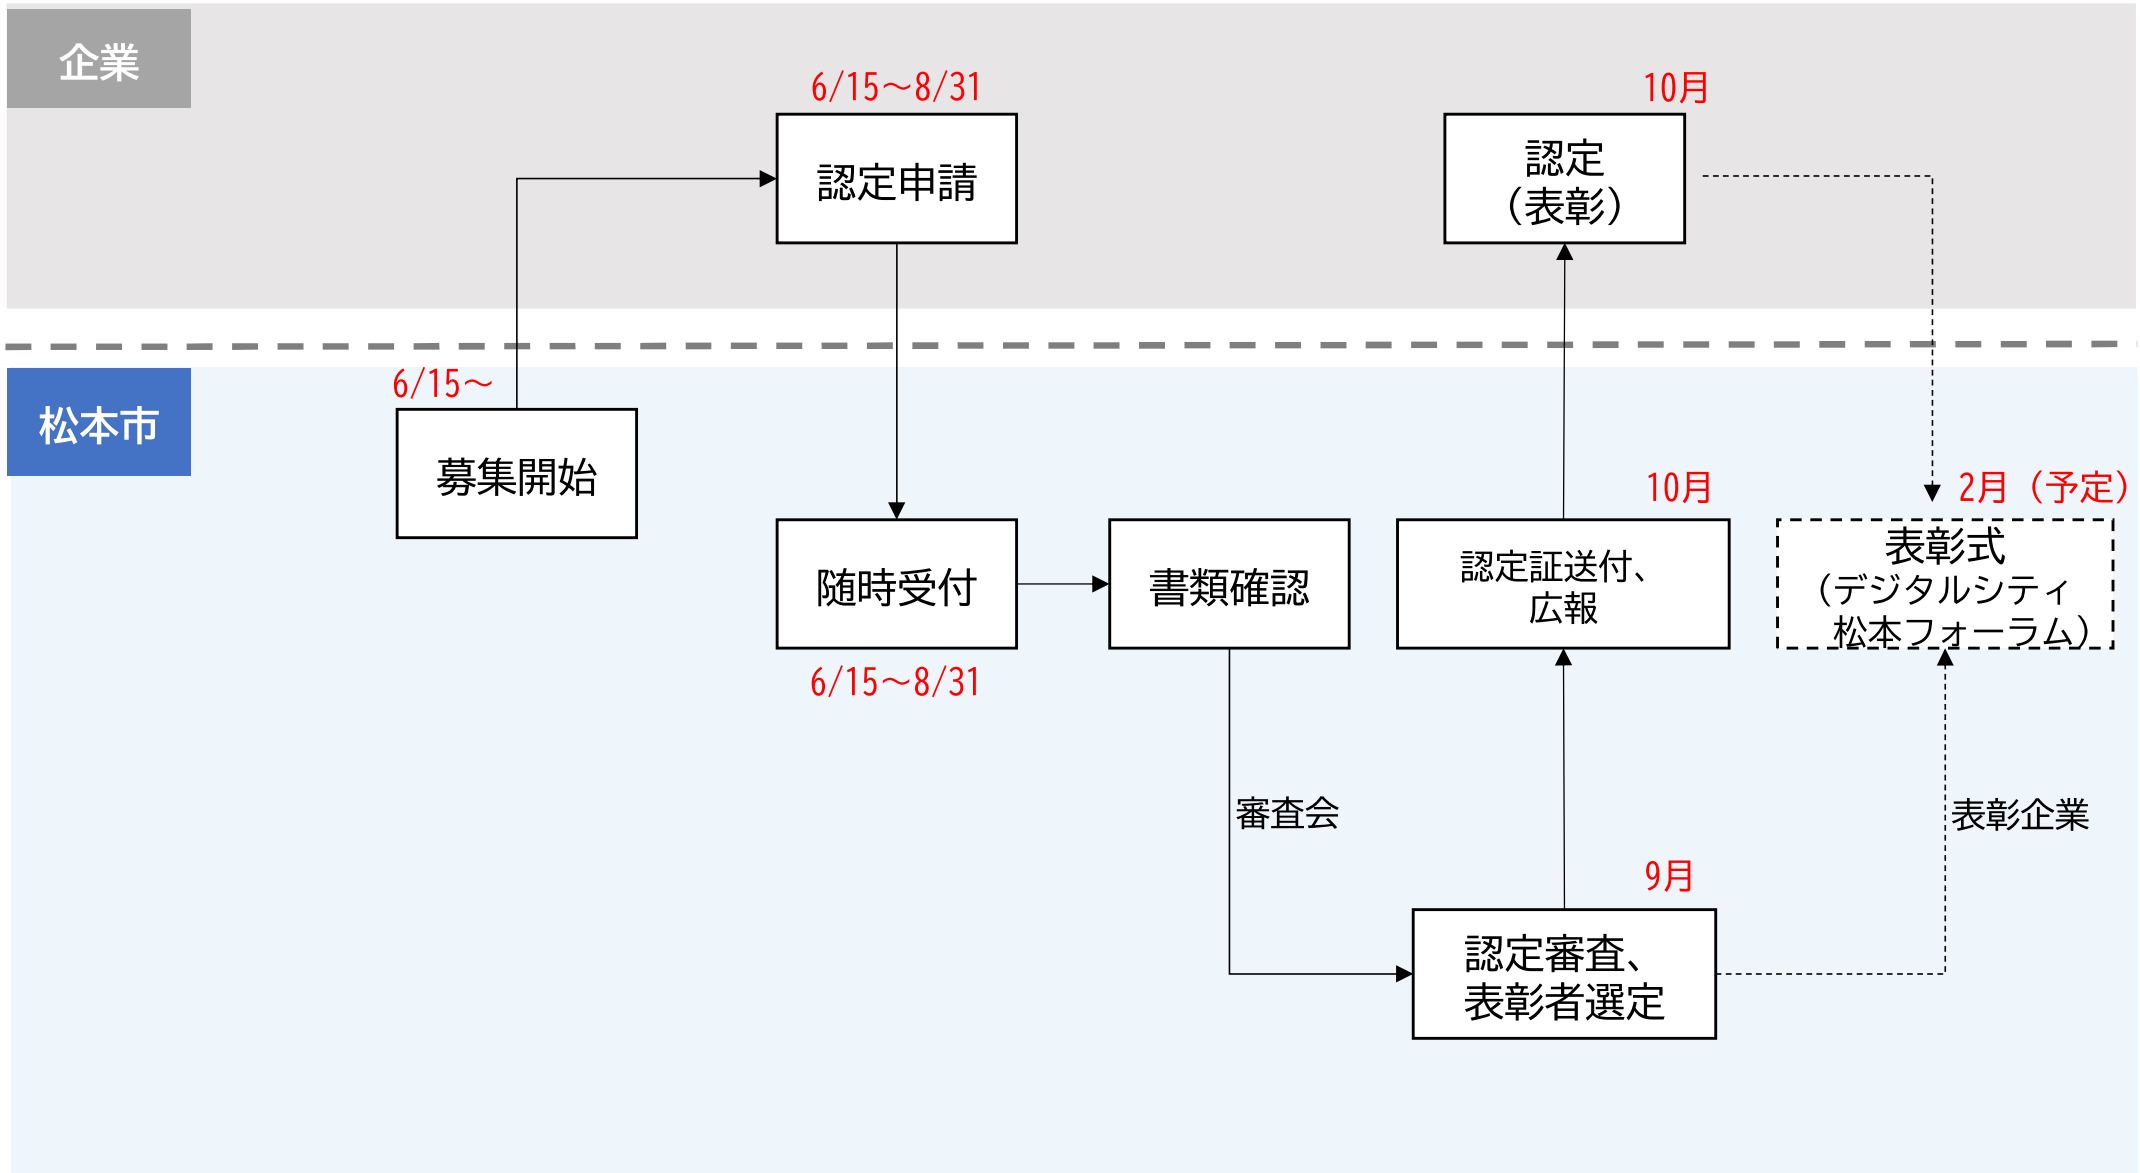 企業
6/15～8/31
認定申請
10月
認定
（表彰）
松本市
6/15～
募集開始
随時受付
6/15～8/31
書類確認
10月
認定証送付、
広報
2月（予定）
表彰式
（デジタルシティ
松本フォーラム）
審査会
表彰企業
9月
認定審査、
表彰者選定